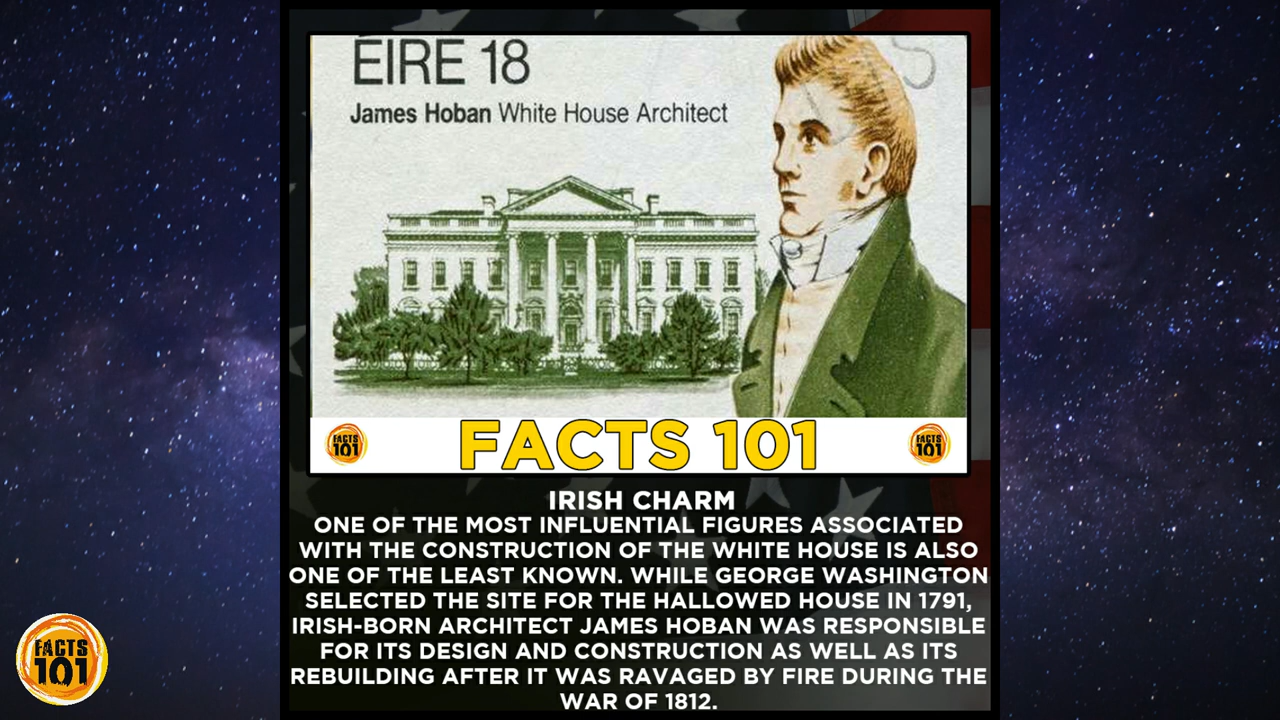 ÉIRE 18
James Hoban White House Architect
FACTS 101
FACTS 101
FACTS 101
IRISH CHARM
ONE OF THE MOST INFLUENTIAL FIGURES ASSOCIATED
WITH THE CONSTRUCTION OF THE WHITE HOUSE IS ALSO
ONE OF THE LEAST KNOWN. WHILE GEORGE WASHINGTON
SELECTED THE SITE FOR THE HALLOWED HOUSE IN 1791,
IRISH-BORN ARCHITECT JAMES HOBAN WAS RESPONSIBLE
FOR ITS DESIGN AND CONSTRUCTION AS WELL AS ITS
REBUILDING AFTER IT WAS RAVAGED BY FIRE DURING THE
WAR OF 1812.
FACTS
101